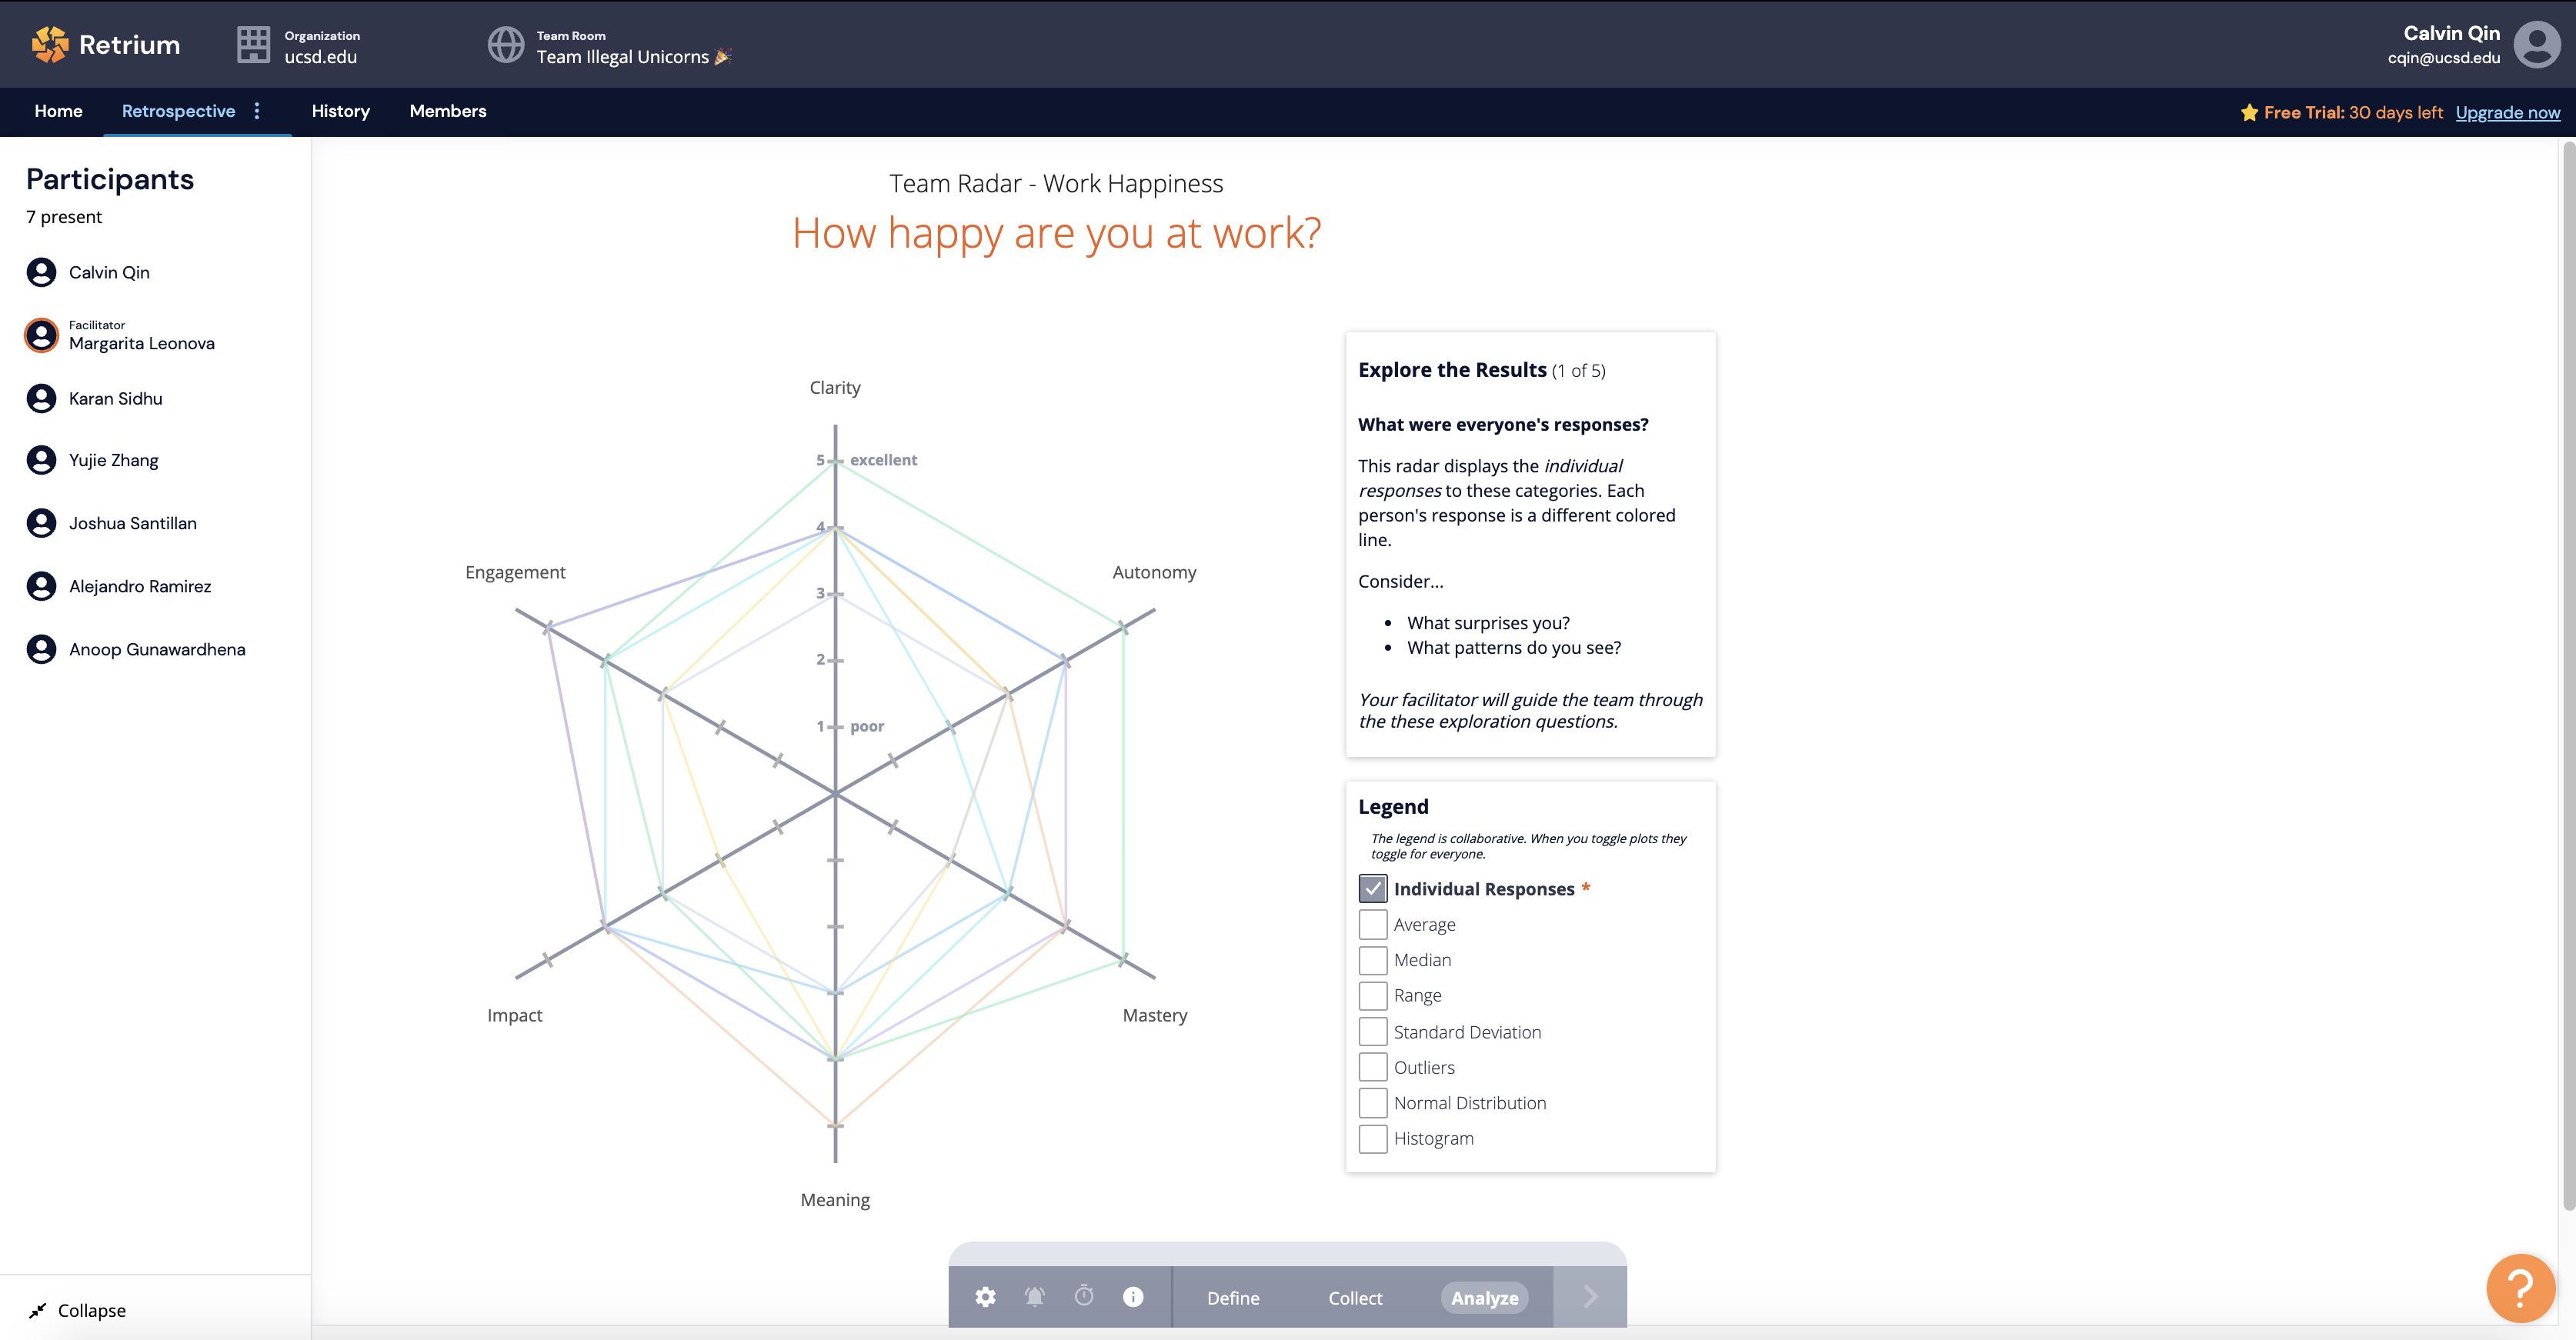 Retrium
Organization
ucsd.edu
Team Room
Team Illegal Unicorns 🎉
Calvin Qin
cqin@ucsd.edu
Home
Retrospective
History
Members
Free Trial: 30 days left
Upgrade now
Participants
7 present
Calvin Qin
Facilitator
Margarita Leonova
Karan Sidhu
Yujie Zhang
Joshua Santillan
Alejandro Ramirez
Anoop Gunawardhena
Collapse
Team Radar - Work Happiness
How happy are you at work?
Clarity
5
excellent
4
3
2
1
poor
Engagement
Autonomy
Impact
Mastery
Meaning
Explore the Results (1 of 5)
What were everyone's responses?
This radar displays the individual
responses to these categories. Each
person's response is a different colored
line.
Consider...
• What surprises you?
• What patterns do you see?
Your facilitator will guide the team through
the these exploration questions.
Legend
The legend is collaborative. When you toggle plots they
toggle for everyone.
Individual Responses *
Average
Median
Range
Standard Deviation
Outliers
Normal Distribution
Histogram
Define
Collect
Analyze
?